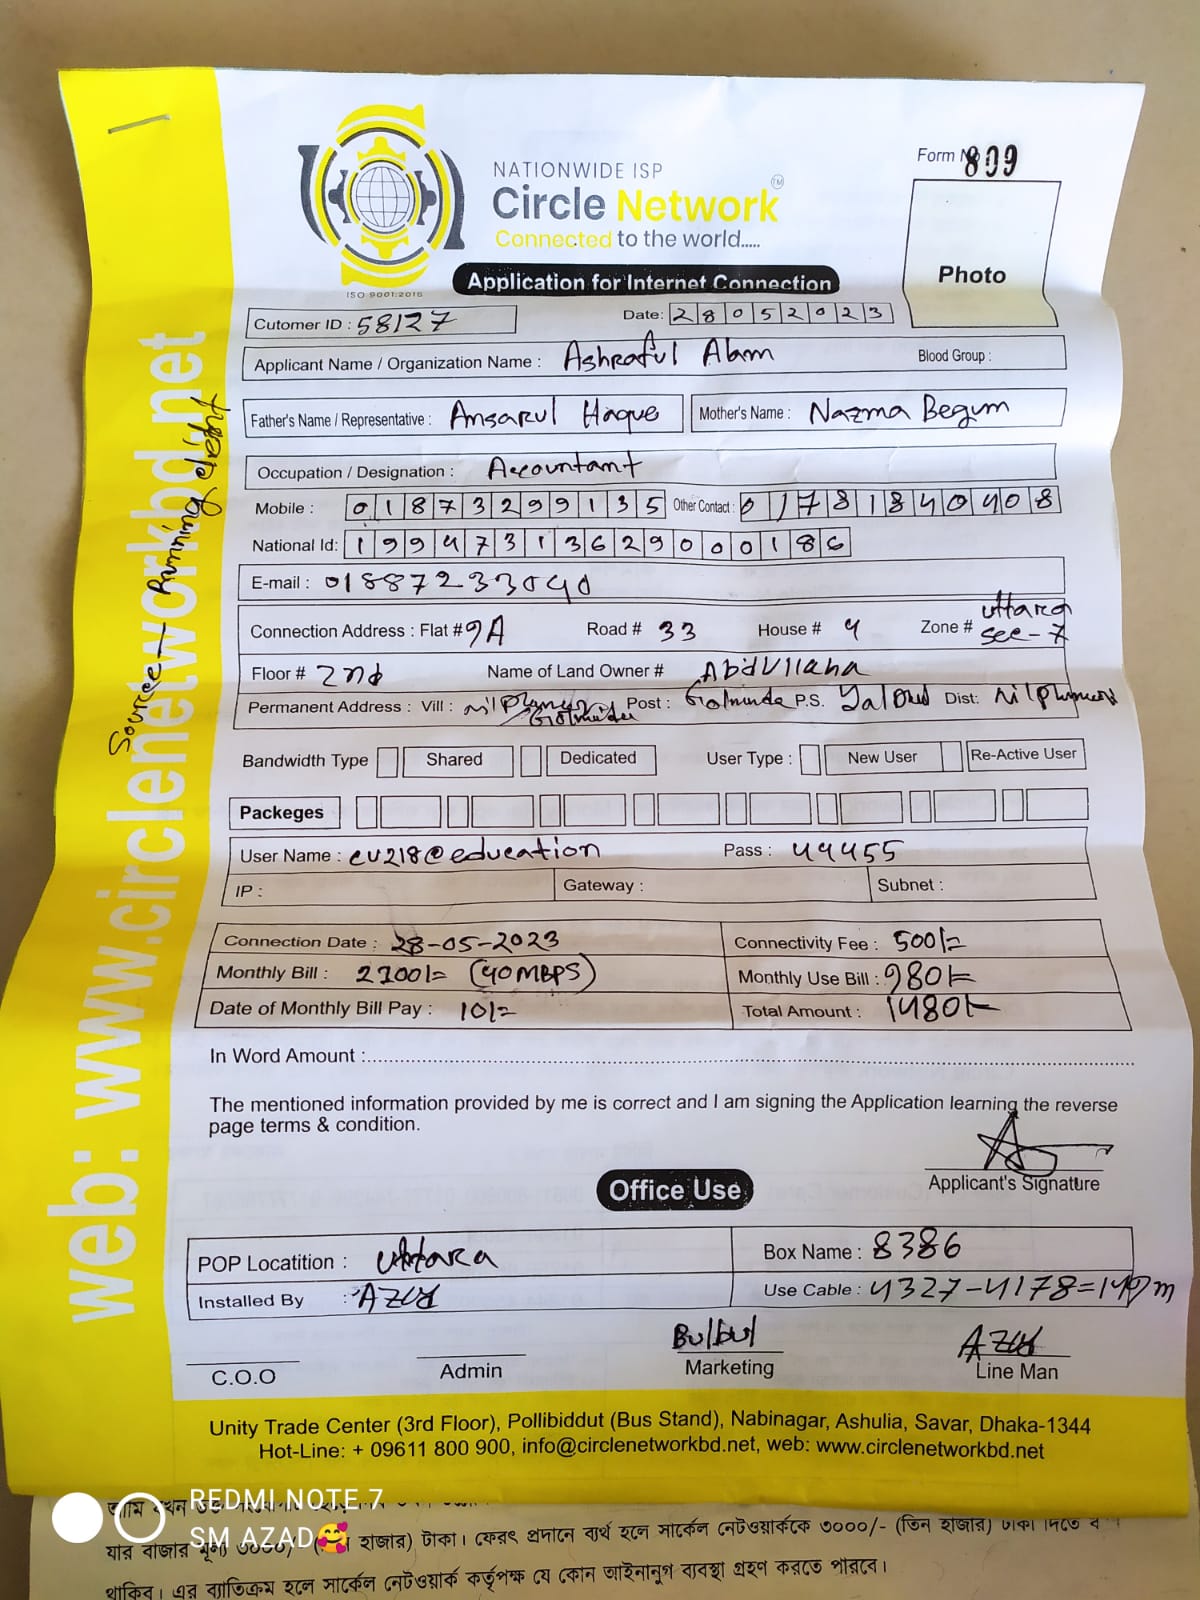 NATIONWIDE ISP
Circle Network TM
Connected to the world.....
ISO 9001:2015
Form 809
Photo
Application for Internet Connection
Cutomer ID : 58127
Date: 28052023
Applicant Name / Organization Name : Ashraful Alam Blood Group :
Father's Name / Representative : Ansarul Haque Mother's Name : Nazma Begum
Occupation / Designation : Accountant
Mobile : 01873299135 Other Contact : 01781840408
National Id: 19947313629000186
E-mail : 01887233040
Connection Address : Flat # 9A Road # 33 House # 4 Zone # uttara sec-7
Floor # 2nd Name of Land Owner # Abdullaha
Permanent Address : Vill : Post : Golmunda P.S. Dist:
Bandwidth Type Shared Dedicated User Type : New User Re-Active User
Packeges
User Name : cv218@education Pass : 44455
IP : Gateway : Subnet :
Connection Date : 28-05-2023 Connectivity Fee : 500/=
Monthly Bill : (40MBPS) Monthly Use Bill : 980/=
Date of Monthly Bill Pay : 10/= Total Amount : 1480/=
In Word Amount :
The mentioned information provided by me is correct and I am signing the Application learning the reverse
page terms & condition.
Applicant's Signature
Office Use
POP Locatition : uttara Box Name : 8386
Installed By : Azad Use Cable : 4327-4178=149m
Bulbul Azad
C.O.O Admin Marketing Line Man
Unity Trade Center (3rd Floor), Pollibiddut (Bus Stand), Nabinagar, Ashulia, Savar, Dhaka-1344
Hot-Line: + 09611 800 900, info@circlenetworkbd.net, web: www.circlenetworkbd.net
web: www.circlenetworkbd.net
Source - Running client
REDMI NOTE 7
SM AZAD🥰
হাজার) টাকা। ফেরৎ প্রদানে ব্যর্থ হলে সার্কেল নেটওয়ার্ককে ৩০০০/- (তিন হাজার) টাকা দিতে
থাকিব। এর ব্যতিক্রম হলে সার্কেল নেটওয়ার্ক কর্তৃপক্ষ যে কোন আইনানুগ ব্যবস্থা গ্রহণ করতে পারবে।